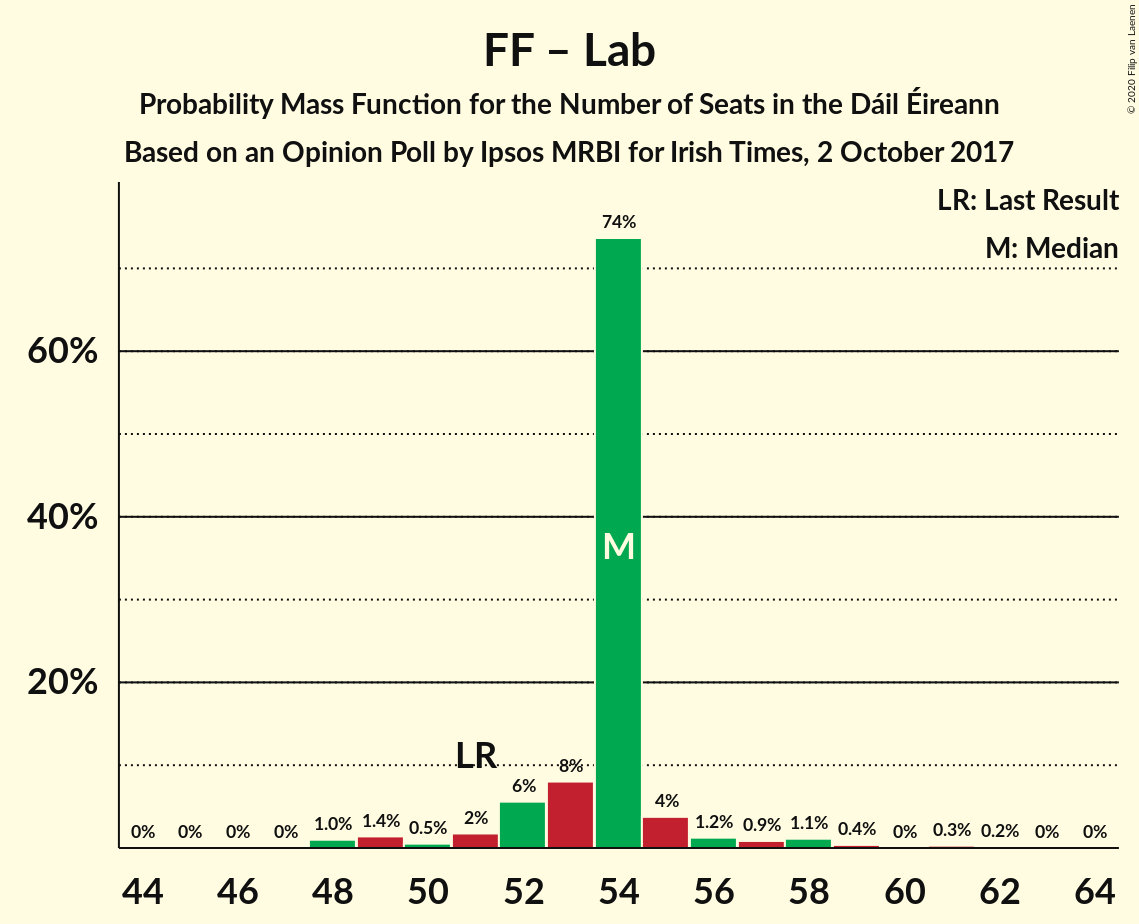 FF – Lab
Probability Mass Function for the Number of Seats in the Dáil Éireann
Based on an Opinion Poll by Ipsos MRBI for Irish Times, 2 October 2017
© 2020 Filip van Laenen
LR: Last Result
M: Median
60%
40%
20%
LR
M
0% 0% 0% 0% 1.0% 1.4% 0.5% 2% 6% 8% 74% 4% 1.2% 0.9% 1.1% 0.4% 0% 0.3% 0.2% 0% 0%
44 46 48 50 52 54 56 58 60 62 64